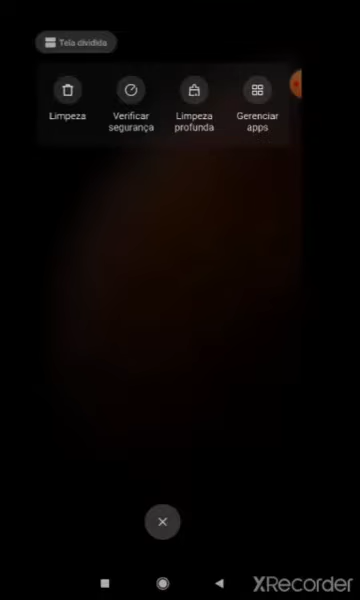 Tela dividida
Limpeza
Verificar
segurança
Limpeza
profunda
Gerenciar
apps
XRecorder